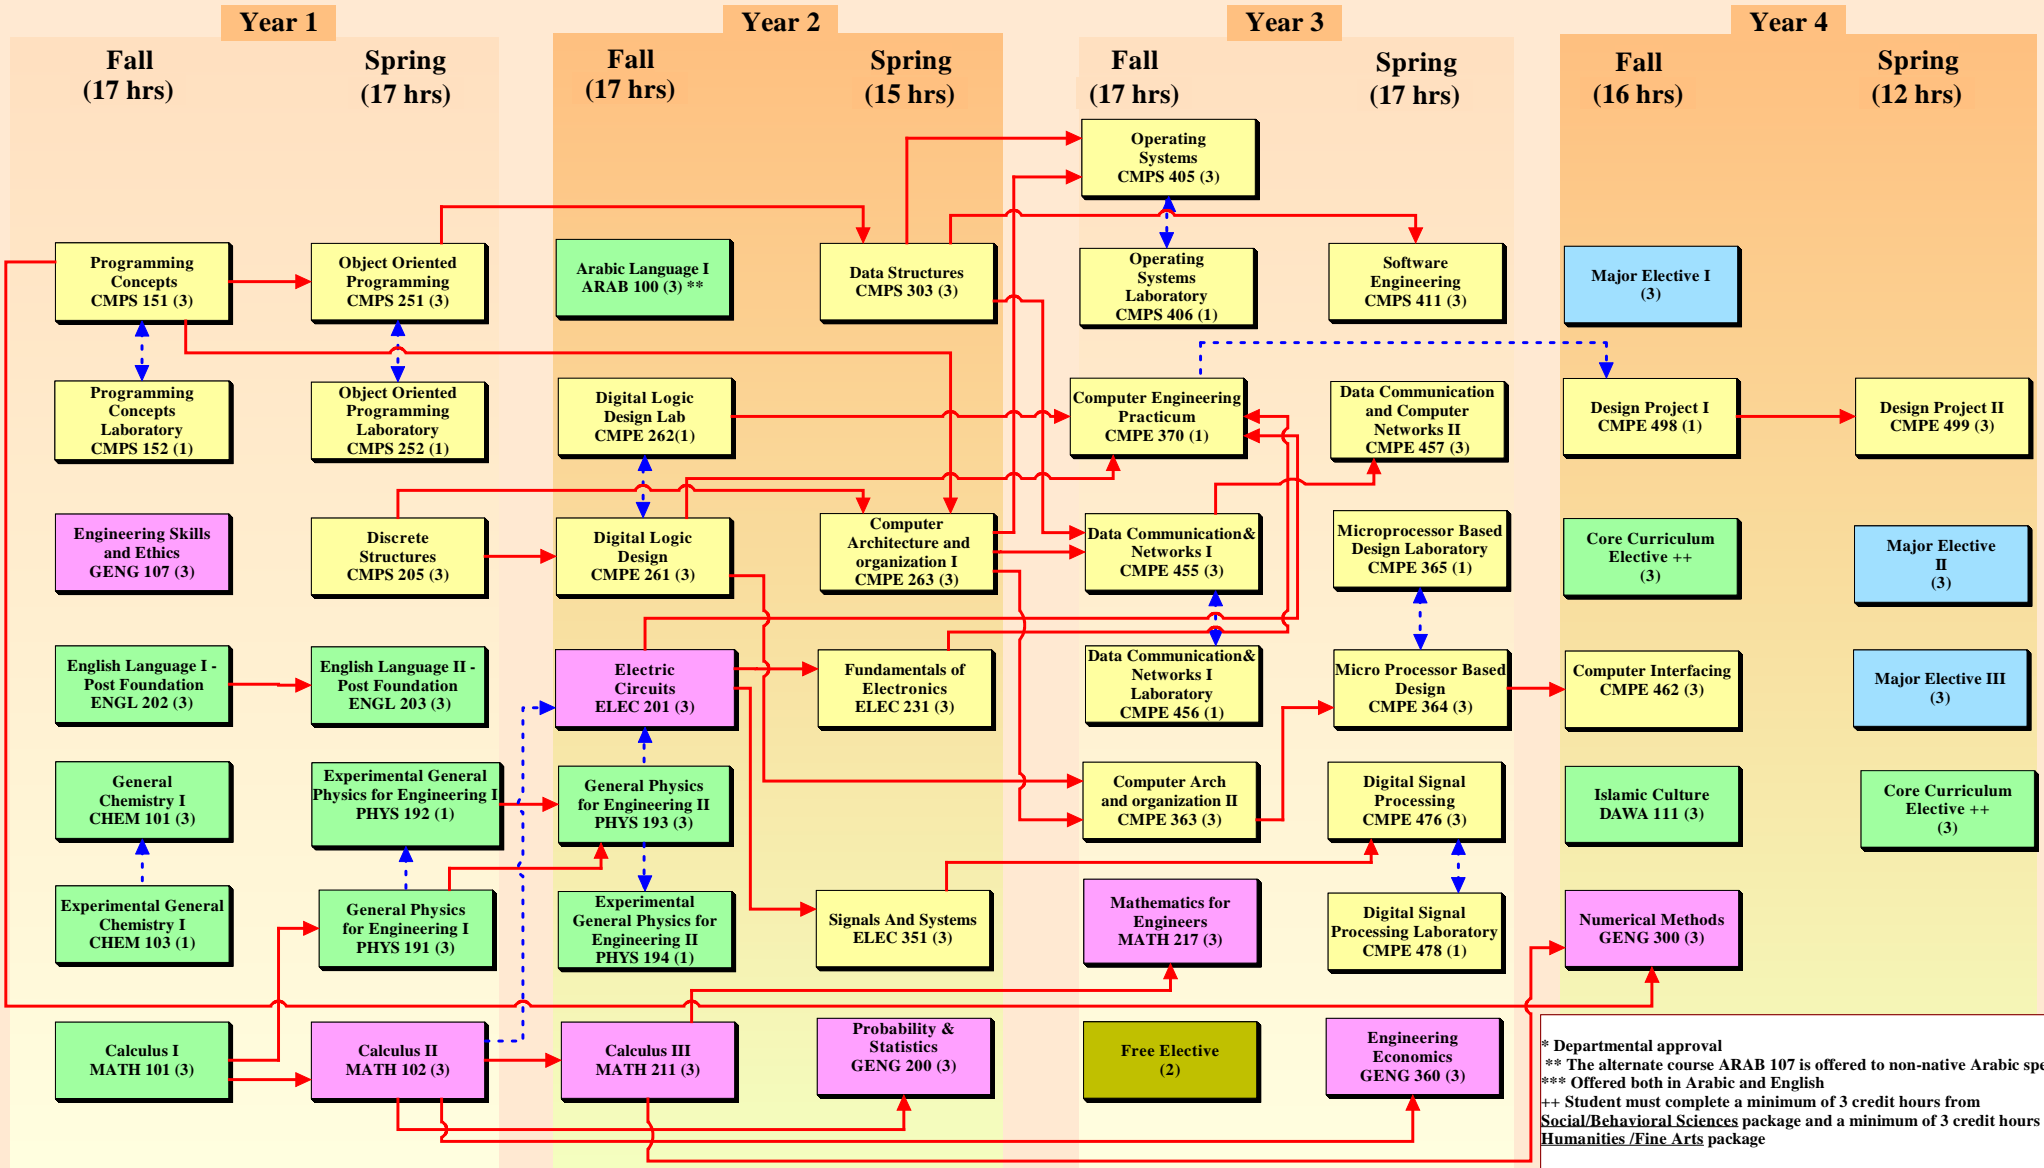 Year 1
Year 2
Year 3
Year 4
Fall
(17 hrs)
Spring
(17 hrs)
Fall
(17 hrs)
Spring
(15 hrs)
Fall
(17 hrs)
Spring
(17 hrs)
Fall
(16 hrs)
Spring
(12 hrs)
Operating
Systems
CMPS 405 (3)
Programming
Concepts
CMPS 151 (3)
Object Oriented
Programming
CMPS 251 (3)
Arabic Language I
ARAB 100 (3) **
Data Structures
CMPS 303 (3)
Operating
Systems
Laboratory
CMPS 406 (1)
Software
Engineering
CMPS 411 (3)
Major Elective I
(3)
Programming
Concepts
Laboratory
CMPS 152 (1)
Object Oriented
Programming
Laboratory
CMPS 252 (1)
Digital Logic
Design Lab
CMPE 262(1)
Computer Engineering
Practicum
CMPE 370 (1)
Data Communication
and Computer
Networks II
CMPE 457 (3)
Design Project I
CMPE 498 (1)
Design Project II
CMPE 499 (3)
Engineering Skills
and Ethics
GENG 107 (3)
Discrete
Structures
CMPS 205 (3)
Digital Logic
Design
CMPE 261 (3)
Computer
Architecture and
organization I
CMPE 263 (3)
Data Communication&
Networks I
CMPE 455 (3)
Microprocessor Based
Design Laboratory
CMPE 365 (1)
Core Curriculum
Elective ++
(3)
Major Elective
II
(3)
English Language I -
Post Foundation
ENGL 202 (3)
English Language II -
Post Foundation
ENGL 203 (3)
Electric
Circuits
ELEC 201 (3)
Fundamentals of
Electronics
ELEC 231 (3)
Data Communication&
Networks I
Laboratory
CMPE 456 (1)
Micro Processor Based
Design
CMPE 364 (3)
Computer Interfacing
CMPE 462 (3)
Major Elective III
(3)
General
Chemistry I
CHEM 101 (3)
Experimental General
Physics for Engineering I
PHYS 192 (1)
General Physics
for Engineering II
PHYS 193 (3)
Computer Arch
and organization II
CMPE 363 (3)
Digital Signal
Processing
CMPE 476 (3)
Islamic Culture
DAWA 111 (3)
Core Curriculum
Elective ++
(3)
Experimental General
Chemistry I
CHEM 103 (1)
General Physics
for Engineering I
PHYS 191 (3)
Experimental
General Physics for
Engineering II
PHYS 194 (1)
Signals And Systems
ELEC 351 (3)
Mathematics for
Engineers
MATH 217 (3)
Digital Signal
Processing Laboratory
CMPE 478 (1)
Numerical Methods
GENG 300 (3)
Calculus I
MATH 101 (3)
Calculus II
MATH 102 (3)
Calculus III
MATH 211 (3)
Probability &
Statistics
GENG 200 (3)
Free Elective
(2)
Engineering
Economics
GENG 360 (3)
* Departmental approval
** The alternate course ARAB 107 is offered to non-native Arabic spe
*** Offered both in Arabic and English
++ Student must complete a minimum of 3 credit hours from
Social/Behavioral Sciences package and a minimum of 3 credit hours
Humanities /Fine Arts package